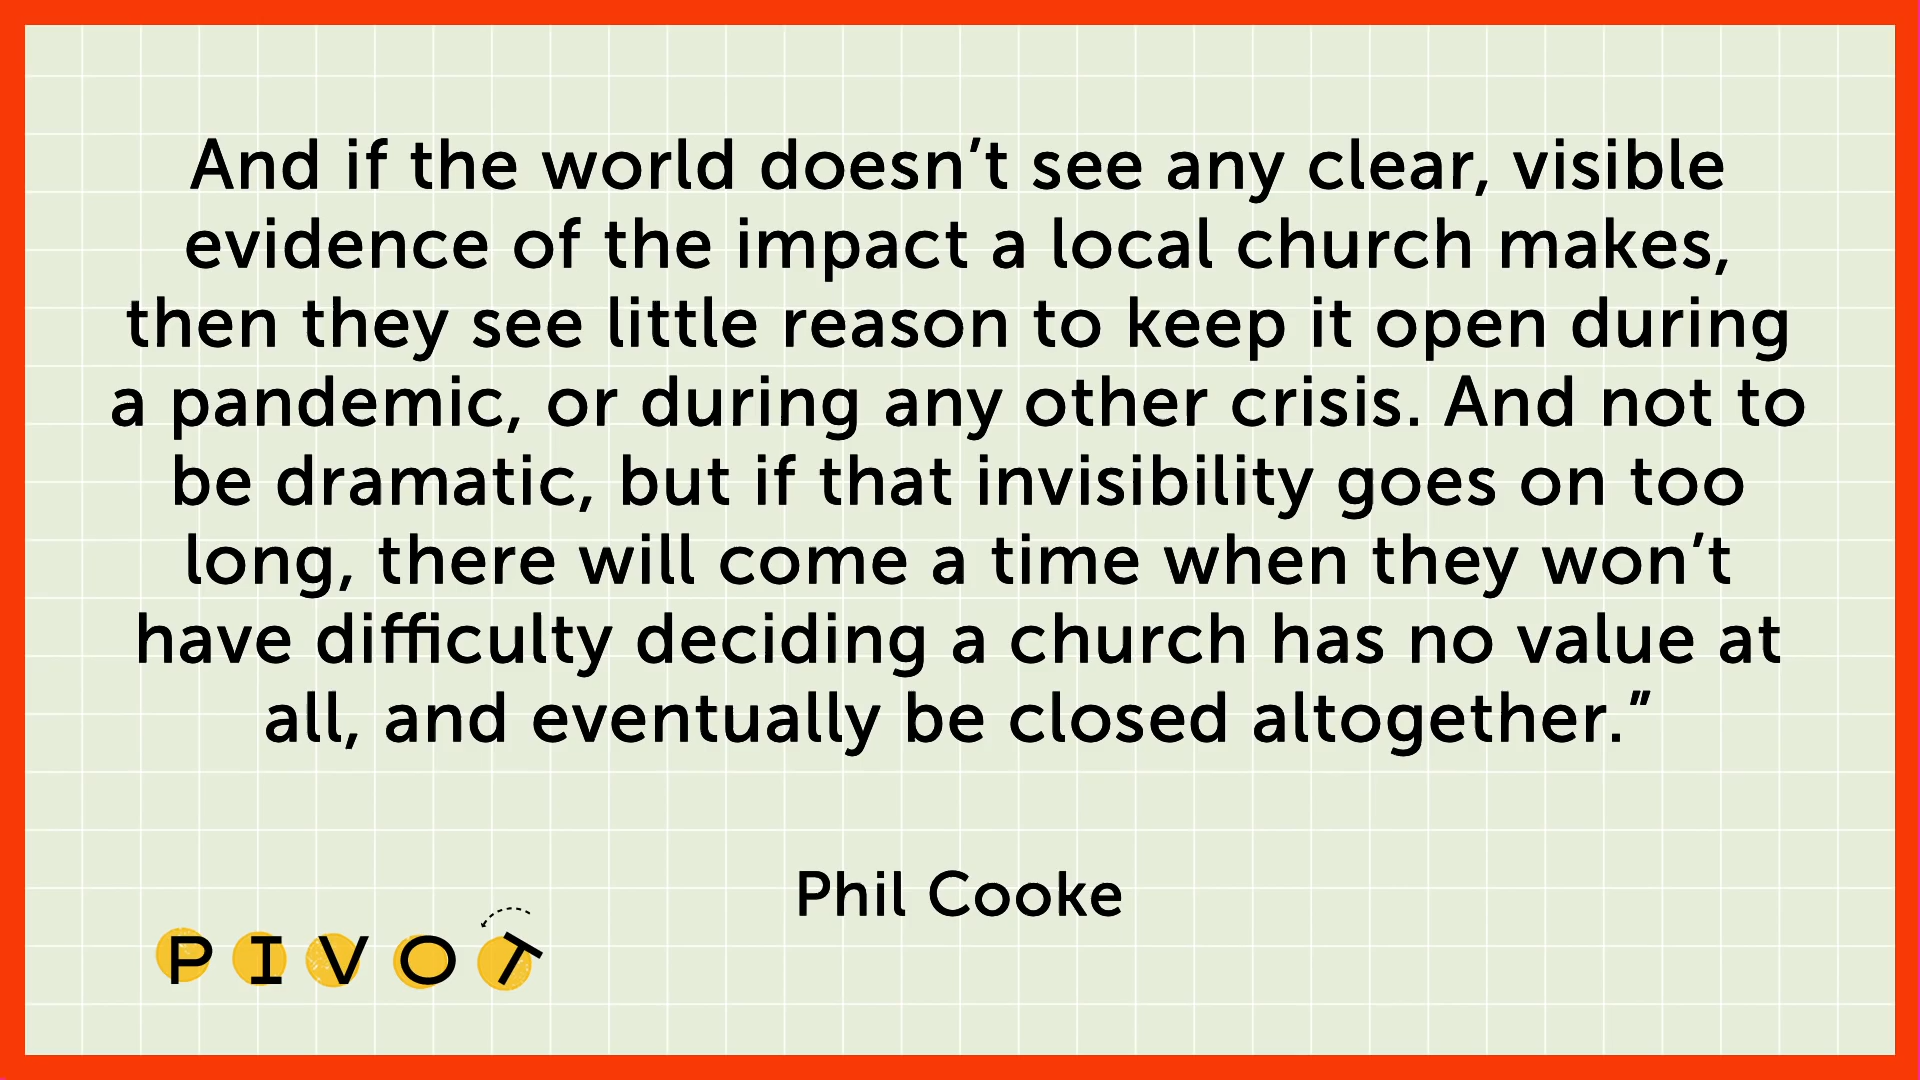 And if the world doesn’t see any clear, visible
evidence of the impact a local church makes,
then they see little reason to keep it open during
a pandemic, or during any other crisis. And not to
be dramatic, but if that invisibility goes on too
long, there will come a time when they won’t
have difficulty deciding a church has no value at
all, and eventually be closed altogether.”
Phil Cooke
PIVOT